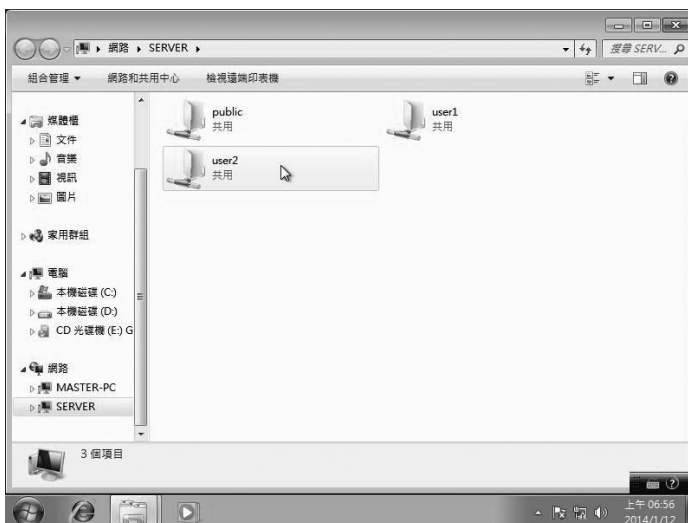 網路 SERVER
搜尋 SERV...
組合管理 網路和共用中心 檢視遠端印表機
媒體櫃
文件
音樂
視訊
圖片
家用群組
電腦
本機磁碟 (C:)
本機磁碟 (D:)
CD 光碟機 (E:) G
網路
MASTER-PC
SERVER
public
共用
user1
共用
user2
共用
3 個項目
上午 06:56
2014/1/12